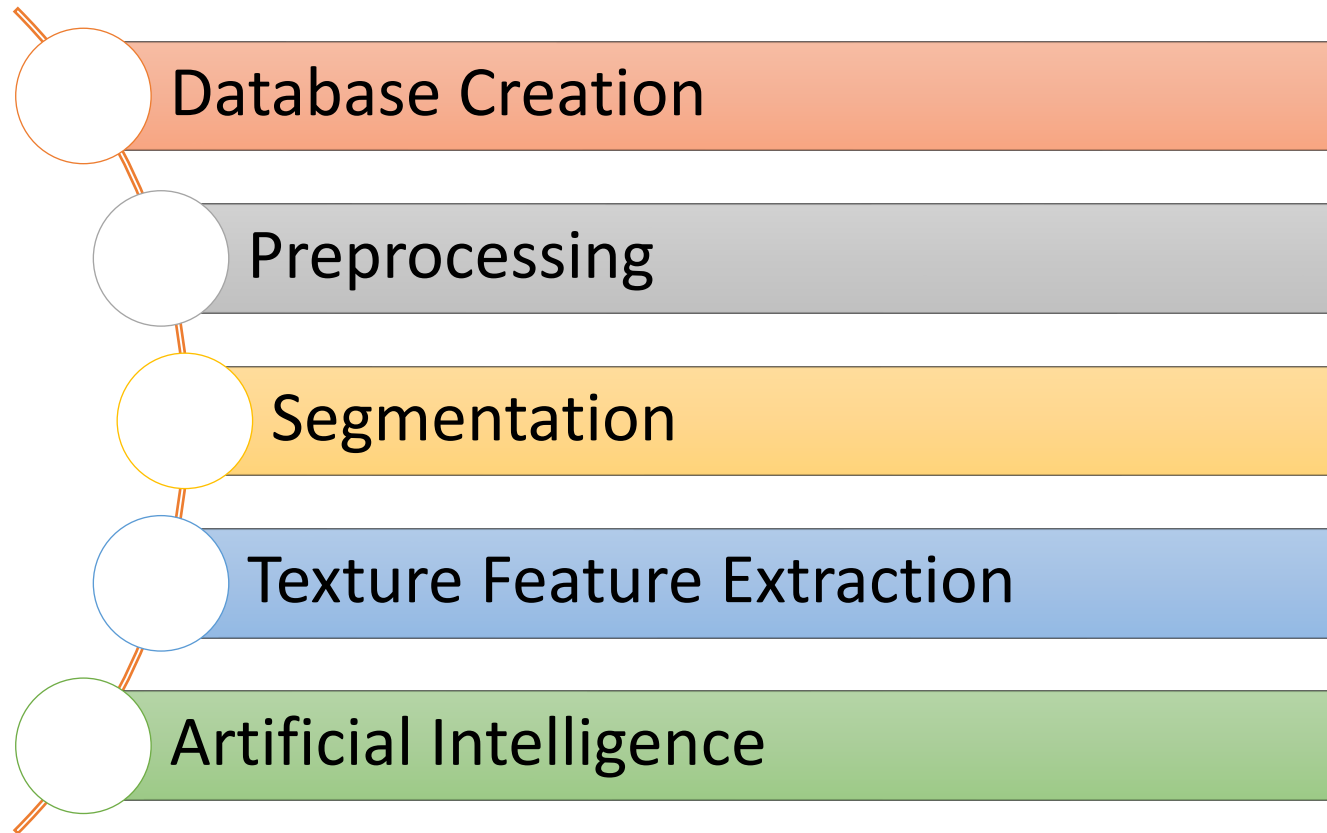 Database Creation
Preprocessing
Segmentation
Texture Feature Extraction
Artificial Intelligence